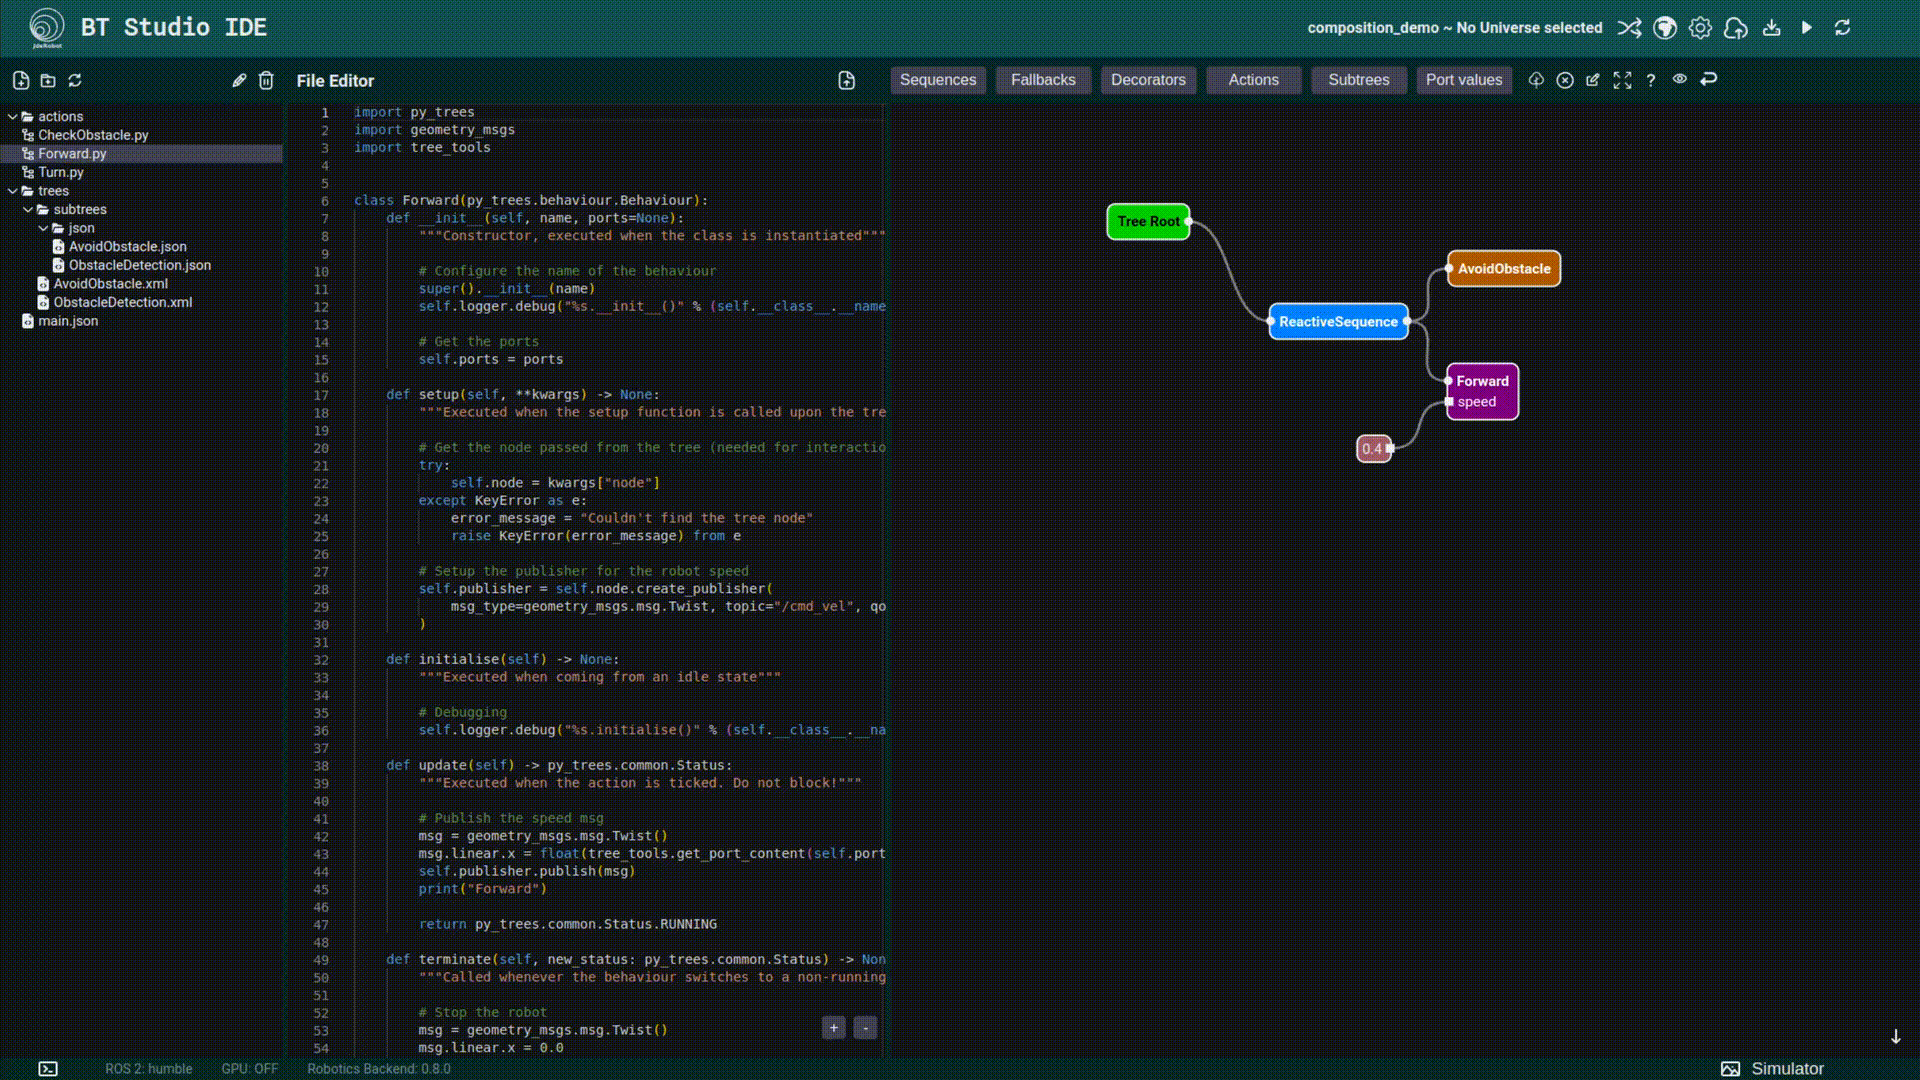 BT Studio IDE
JdeRobot
composition_demo ~ No Universe selected
File Editor
Sequences
Fallbacks
Decorators
Actions
Subtrees
Port values
?
actions
CheckObstacle.py
Forward.py
Turn.py
trees
subtrees
json
AvoidObstacle.json
ObstacleDetection.json
AvoidObstacle.xml
ObstacleDetection.xml
main.json
1 import py_trees
2 import geometry_msgs
3 import tree_tools
4
5
6 class Forward(py_trees.behaviour.Behaviour):
7 def __init__(self, name, ports=None):
8 """Constructor, executed when the class is instantiated"""
9
10 # Configure the name of the behaviour
11 super().__init__(name)
12 self.logger.debug("%s.__init__()" % (self.__class__.__name
13
14 # Get the ports
15 self.ports = ports
16
17 def setup(self, **kwargs) -> None:
18 """Executed when the setup function is called upon the tre
19
20 # Get the node passed from the tree (needed for interactio
21 try:
22 self.node = kwargs["node"]
23 except KeyError as e:
24 error_message = "Couldn't find the tree node"
25 raise KeyError(error_message) from e
26
27 # Setup the publisher for the robot speed
28 self.publisher = self.node.create_publisher(
29 msg_type=geometry_msgs.msg.Twist, topic="/cmd_vel", qo
30 )
31
32 def initialise(self) -> None:
33 """Executed when coming from an idle state"""
34
35 # Debugging
36 self.logger.debug("%s.initialise()" % (self.__class__.__na
37
38 def update(self) -> py_trees.common.Status:
39 """Executed when the action is ticked. Do not block!"""
40
41 # Publish the speed msg
42 msg = geometry_msgs.msg.Twist()
43 msg.linear.x = float(tree_tools.get_port_content(self.port
44 self.publisher.publish(msg)
45 print("Forward")
46
47 return py_trees.common.Status.RUNNING
48
49 def terminate(self, new_status: py_trees.common.Status) -> Non
50 """Called whenever the behaviour switches to a non-running
51
52 # Stop the robot
53 msg = geometry_msgs.msg.Twist()
54 msg.linear.x = 0.0
+ -
Tree Root
AvoidObstacle
ReactiveSequence
Forward
speed
0.4
ROS 2: humble
GPU: OFF
Robotics Backend: 0.8.0
Simulator